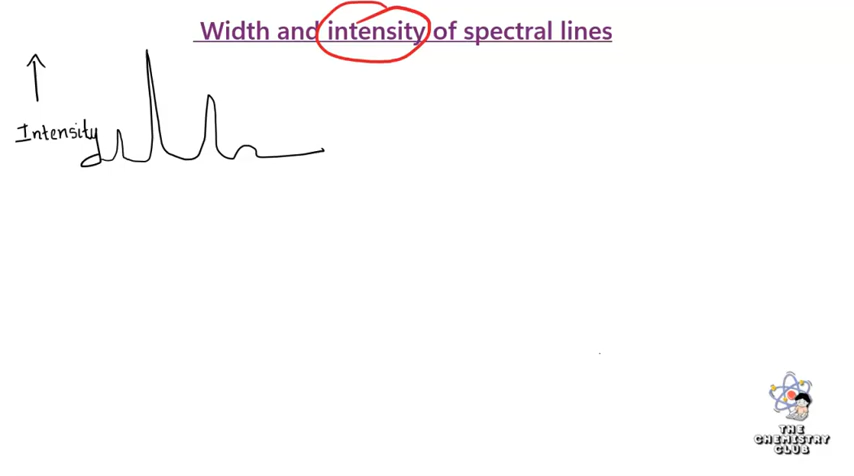 Width and intensity of spectral lines
Intensity
THE
CHEMISTRY
CLUB